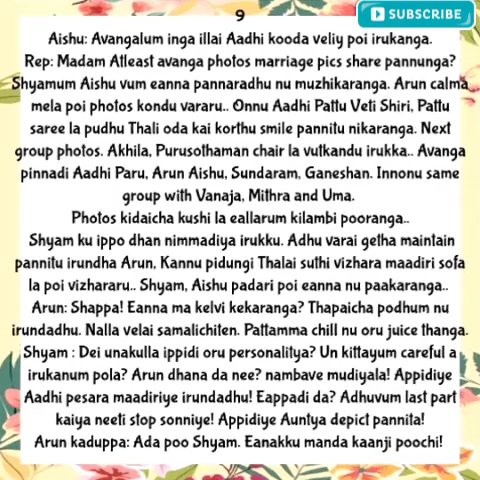 9
SUBSCRIBE
Aishu: Avangalum inga illai Aadhi kooda veliy poi irukanga.
Rep: Madam Atleast avanga photos marriage pics share pannunga?
Shyamum Aishu vum eanna pannaradhu nu muzhikaranga. Arun calma
mela poi photos kondu vararu.. Onnu Aadhi Pattu Veti Shiri, Pattu
saree la pudhu Thali oda kai korthu smile pannitu nikaranga. Next
group photos. Akhila, Purusothaman chair la vutkandu irukka.. Avanga
pinnadi Aadhi Paru, Arun Aishu, Sundaram, Ganeshan. Innonu same
group with Vanaja, Mithra and Uma.
Photos kidaicha kushi la eallarum kilambi pooranga..
Shyam ku ippo dhan nimmadiya irukku. Adhu varai getha maintain
pannitu irundha Arun, Kannu pidungi Thalai suthi vizhara maadiri sofa
la poi vizhararu.. Shyam, Aishu padari poi eanna nu paakaranga..
Arun: Shappa! Eanna ma kelvi kekaranga? Thapaicha podhum nu
irundadhu. Nalla velai samalichiten. Pattamma chill nu oru juice thanga.
Shyam : Dei unakulla ippidi oru personalitya? Un kittayum careful a
irukanum pola? Arun dhana da nee? nambave mudiyala! Appidiye
Aadhi pesara maadiriye irundadhu! Eappadi da? Adhuvum last part
kaiya neeti stop sonniye! Appidiye Auntya depict pannita!
Arun kaduppa: Ada poo Shyam. Eanakku manda kaanji poochi!